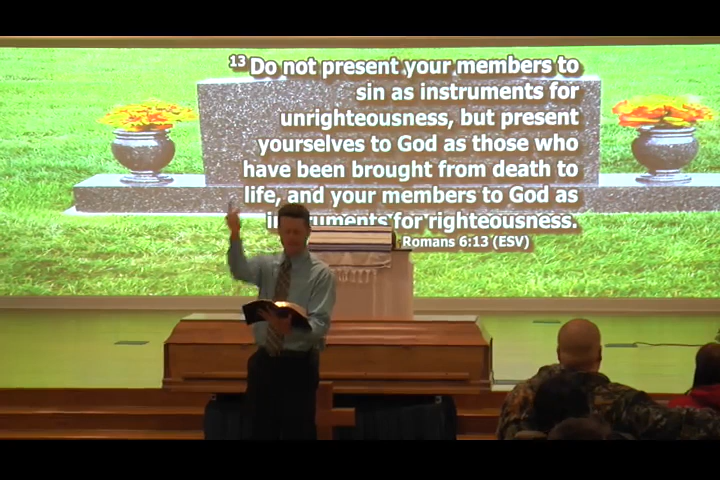 13 Do not present your members to
sin as instruments for
unrighteousness, but present
yourselves to God as those who
have been brought from death to
life, and your members to God as
instruments for righteousness.
Romans 6:13 (ESV)